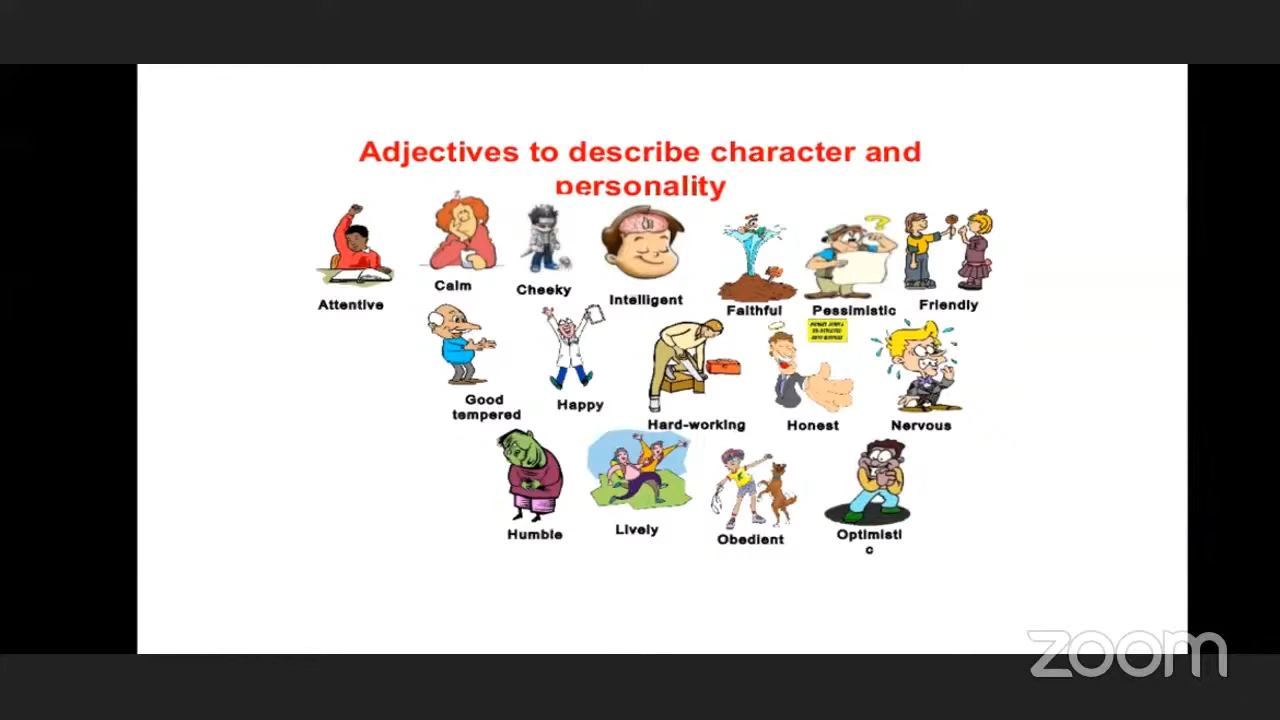 Adjectives to describe character and
personality
Attentive
Calm
Cheeky
Intelligent
Faithful
Pessimistic
Friendly
Good
tempered
Happy
Hard-working
Honest
Nervous
Humble
Lively
Obedient
Optimisti
c
zoom